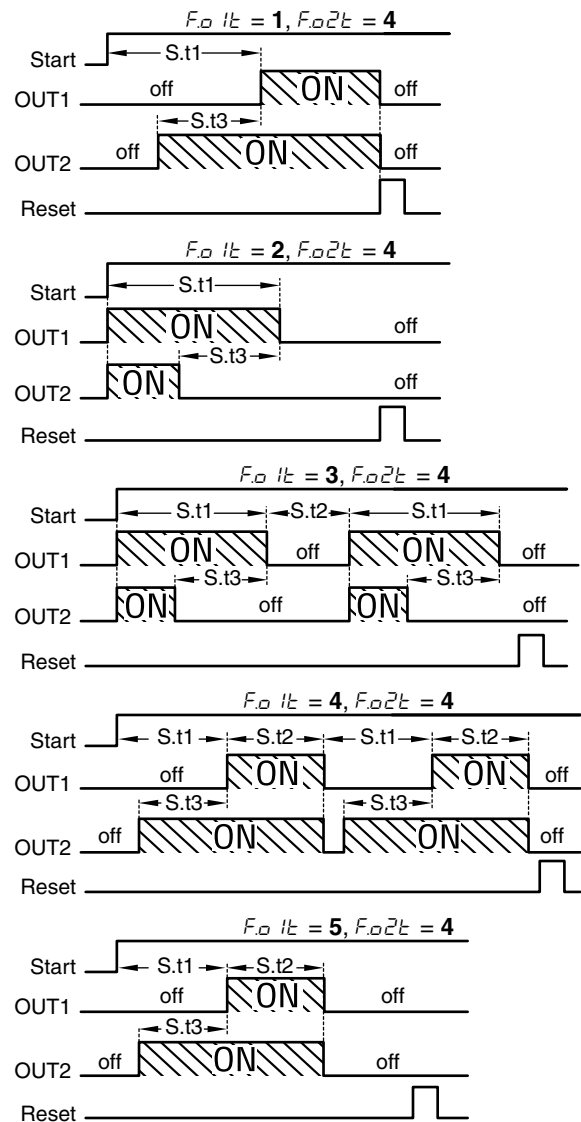 F.o1t = 1, F.o2t = 4
Start
S.t1
OUT1 off ON off
S.t3
OUT2 off ON off
Reset
F.o1t = 2, F.o2t = 4
Start
S.t1
OUT1 ON off
S.t3
OUT2 ON off
Reset
F.o1t = 3, F.o2t = 4
Start
S.t1 S.t2 S.t1
OUT1 ON off ON off
S.t3 S.t3
OUT2 ON off ON off
Reset
F.o1t = 4, F.o2t = 4
Start S.t1 S.t2 S.t1 S.t2
OUT1 off ON ON off
S.t3 S.t3
OUT2 off ON ON off
Reset
F.o1t = 5, F.o2t = 4
Start S.t1 S.t2
OUT1 off ON off
S.t3
OUT2 off ON off
Reset